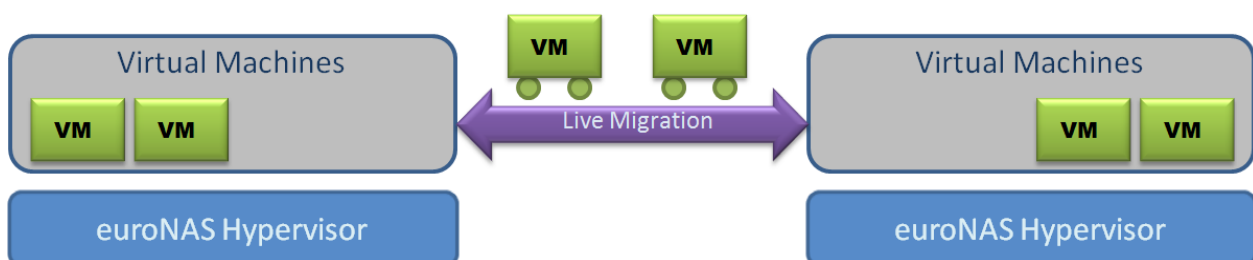 VM VM
Virtual Machines
Virtual Machines
VM VM
Live Migration
VM VM
euroNAS Hypervisor
euroNAS Hypervisor